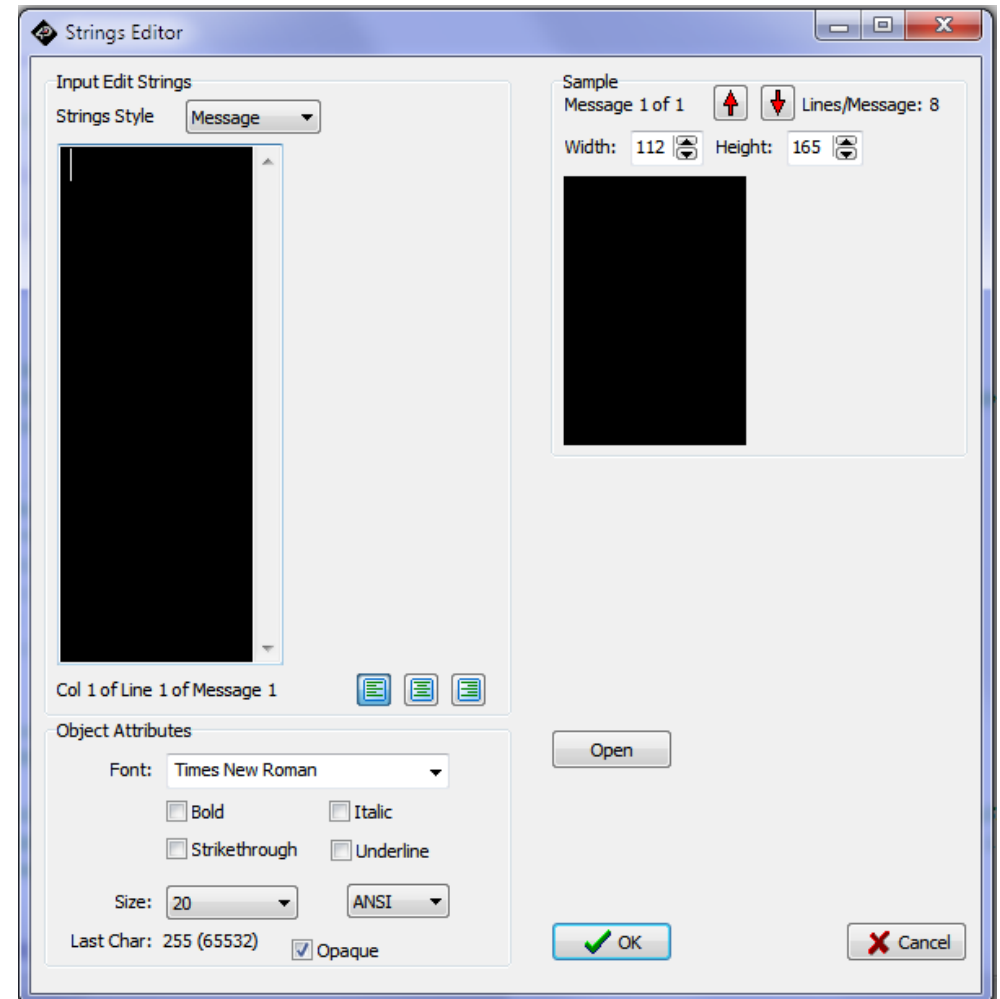 Strings Editor
Input Edit Strings
Strings Style Message
Col 1 of Line 1 of Message 1
Sample
Message 1 of 1 Lines/Message: 8
Width: 112 Height: 165
Object Attributes
Font: Times New Roman
Bold Italic
Strikethrough Underline
Size: 20 ANSI
Last Char: 255 (65532) Opaque
Open
OK Cancel